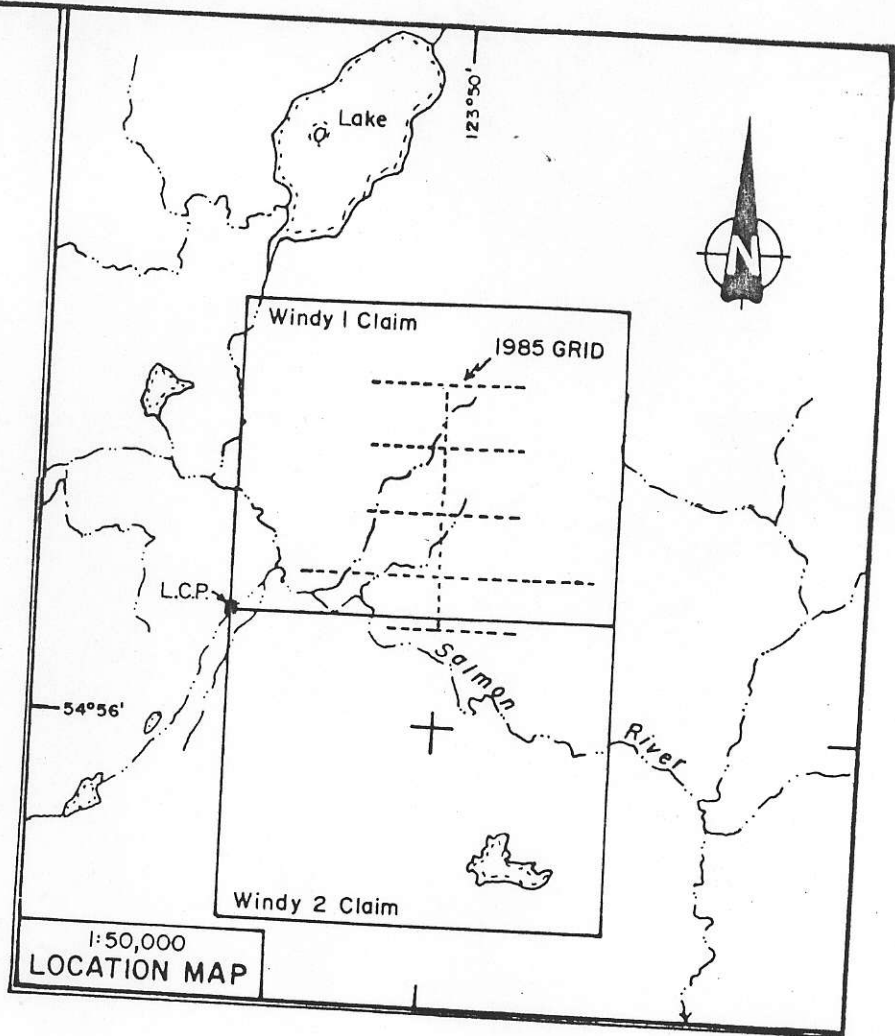 Lake
123°50'
N
Windy 1 Claim
1985 GRID
L.C.P.
Salmon
River
54°56'
Windy 2 Claim
1:50,000
LOCATION MAP